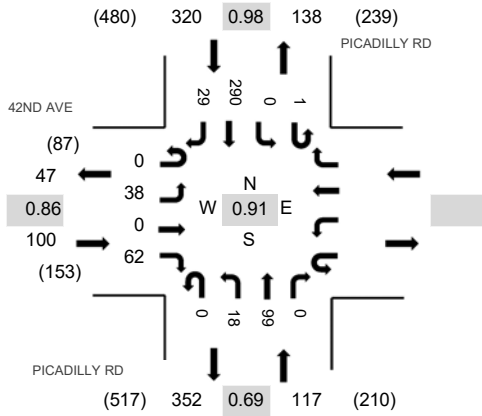 (480) 320 0.98 138 (239)
PICADILLY RD
42ND AVE
29 290 0 1
(87)
47
0
0.86
38
N
W 0.91 E
0
100
S
(153)
62
0 18 99 0
PICADILLY RD
(517) 352 0.69 117 (210)